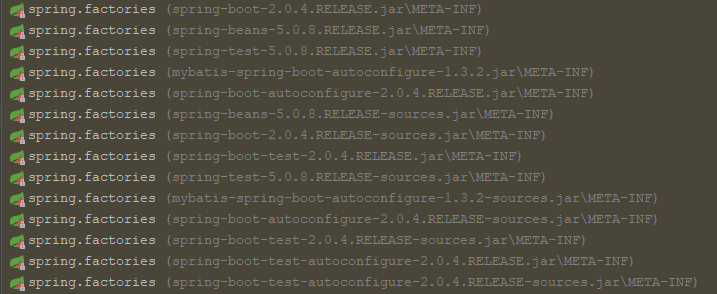 spring.factories (spring-boot-2.0.4.RELEASE.jar\META-INF)
spring.factories (spring-beans-5.0.8.RELEASE.jar\META-INF)
spring.factories (spring-test-5.0.8.RELEASE.jar\META-INF)
spring.factories (mybatis-spring-boot-autoconfigure-1.3.2.jar\META-INF)
spring.factories (spring-boot-autoconfigure-2.0.4.RELEASE.jar\META-INF)
spring.factories (spring-beans-5.0.8.RELEASE-sources.jar\META-INF)
spring.factories (spring-boot-2.0.4.RELEASE-sources.jar\META-INF)
spring.factories (spring-boot-test-2.0.4.RELEASE.jar\META-INF)
spring.factories (spring-test-5.0.8.RELEASE-sources.jar\META-INF)
spring.factories (mybatis-spring-boot-autoconfigure-1.3.2-sources.jar\META-INF)
spring.factories (spring-boot-autoconfigure-2.0.4.RELEASE-sources.jar\META-INF)
spring.factories (spring-boot-test-2.0.4.RELEASE-sources.jar\META-INF)
spring.factories (spring-boot-test-autoconfigure-2.0.4.RELEASE.jar\META-INF)
spring.factories (spring-boot-test-autoconfigure-2.0.4.RELEASE-sources.jar\META-INF)